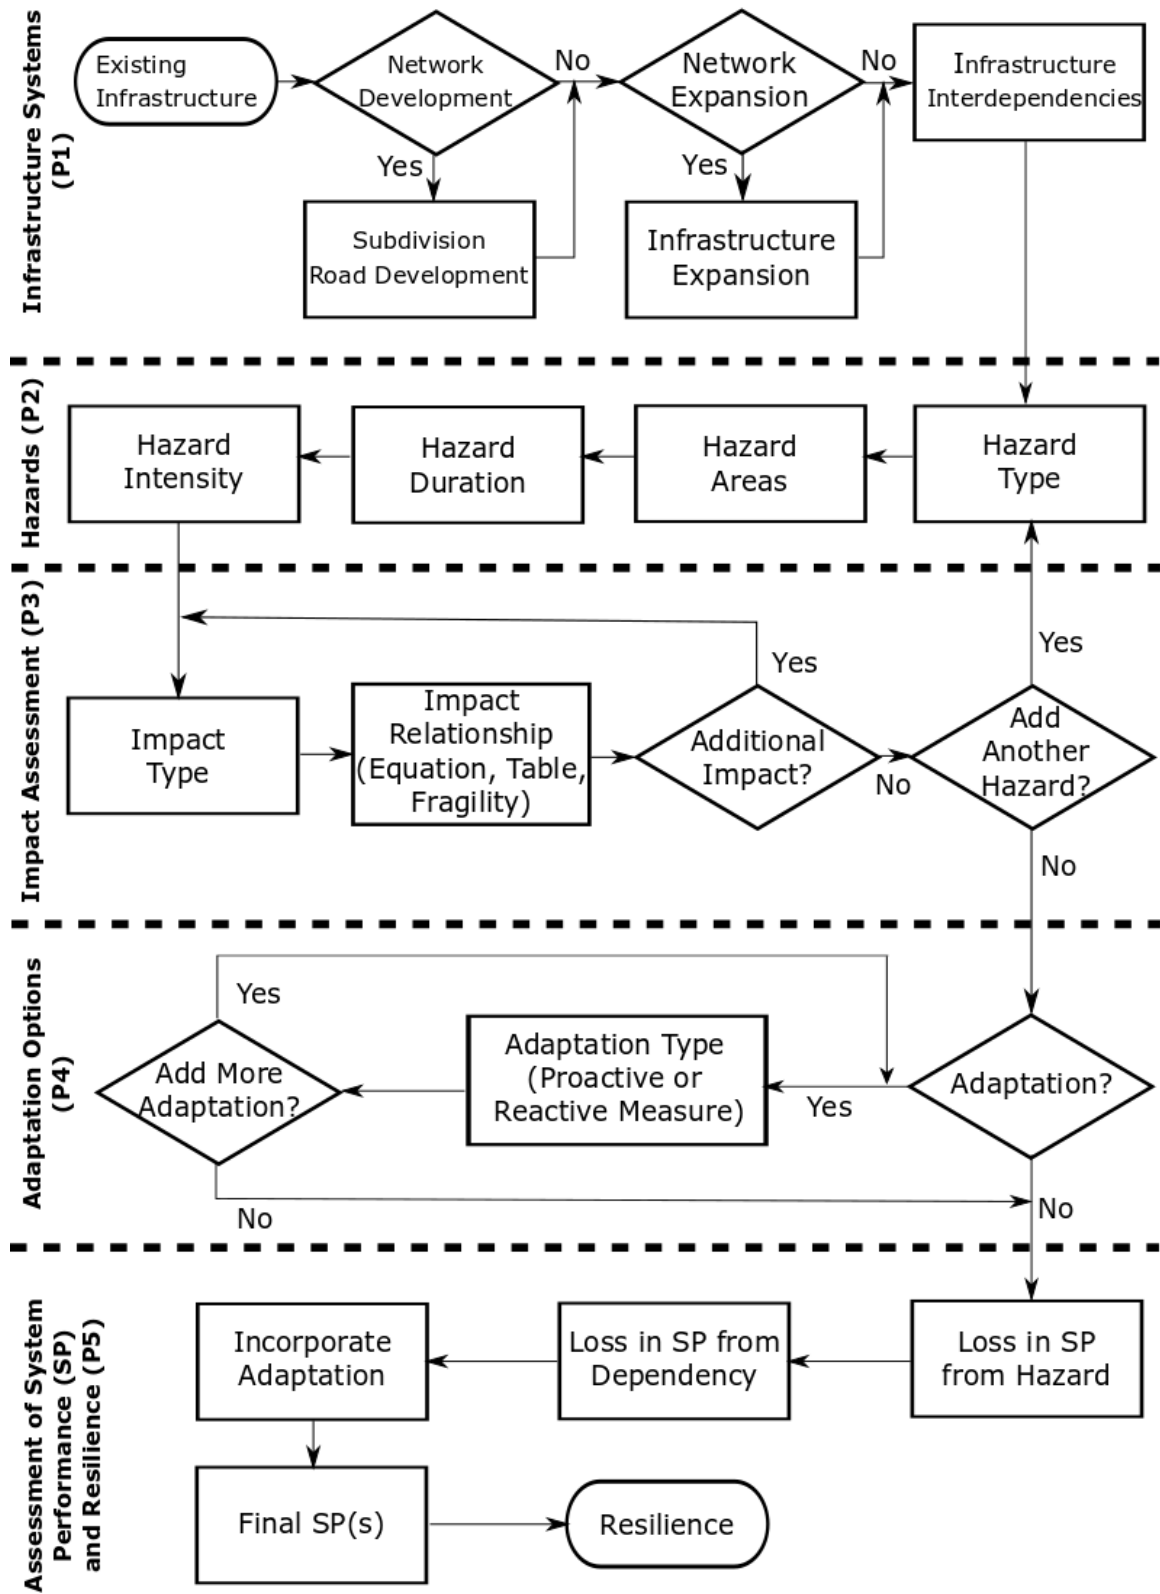 Infrastructure Systems
(P1)
Existing
Infrastructure
Network
Development
No
Yes
Subdivision
Road Development
Network
Expansion
No
Yes
Infrastructure
Expansion
Infrastructure
Interdependencies
Hazards (P2)
Hazard
Type
Hazard
Areas
Hazard
Duration
Hazard
Intensity
Impact Assessment (P3)
Impact
Type
Impact
Relationship
(Equation, Table,
Fragility)
Additional
Impact?
Yes
No
Add
Another
Hazard?
Yes
No
Adaptation Options
(P4)
Adaptation?
Yes
No
Adaptation Type
(Proactive or
Reactive Measure)
Add More
Adaptation?
Yes
No
Assessment of System
Performance (SP)
and Resilience (P5)
Loss in SP
from Hazard
Loss in SP from
Dependency
Incorporate
Adaptation
Final SP(s)
Resilience